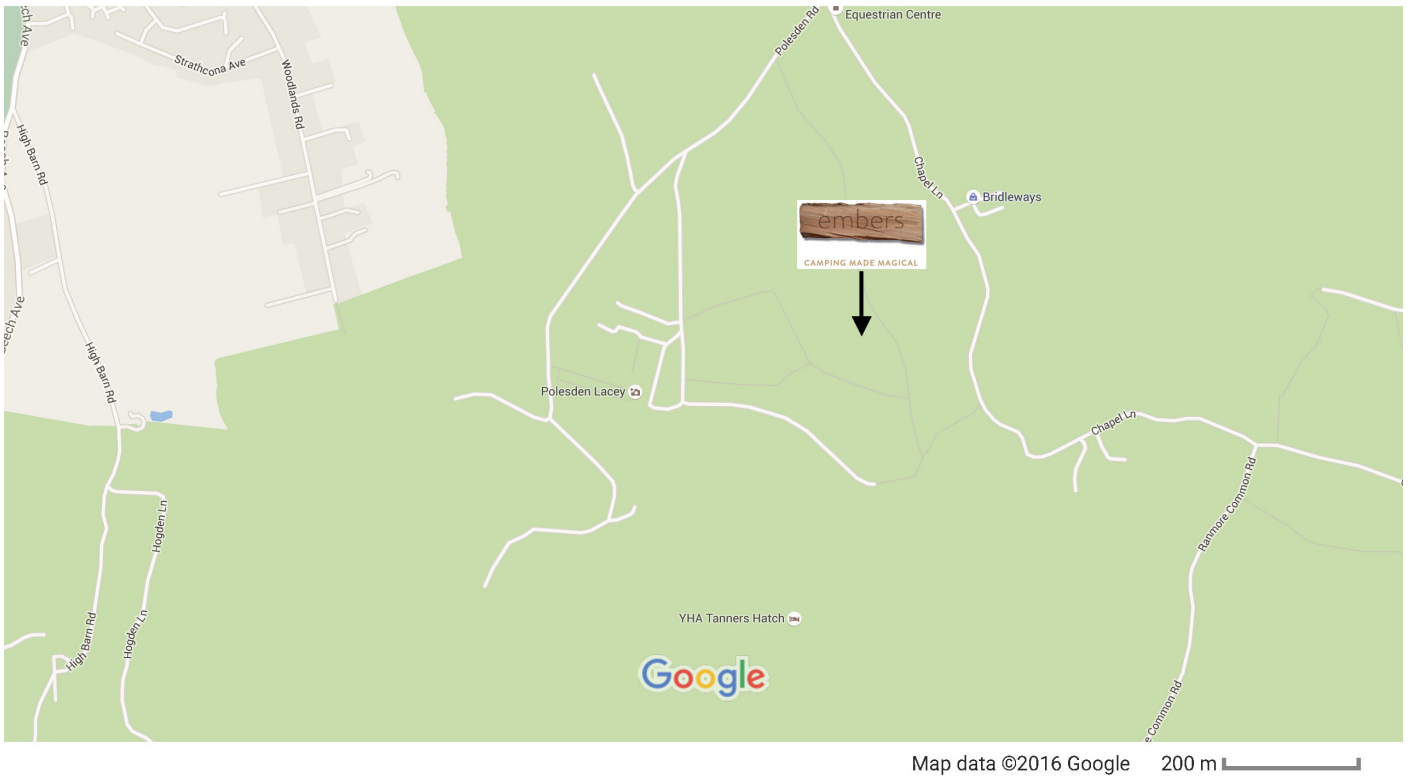 Equestrian Centre
Polesden Rd
Strathcona Ave
Woodlands Rd
High Barn Rd
Chapel Ln
Bridleways
embers
CAMPING MADE MAGICAL
High Barn Rd
Polesden Lacey
Chapel Ln
Ranmore Common Rd
Hogden Ln
YHA Tanners Hatch
High Barn Rd
Hogden Ln
Google
Common Rd
Map data ©2016 Google 200 m